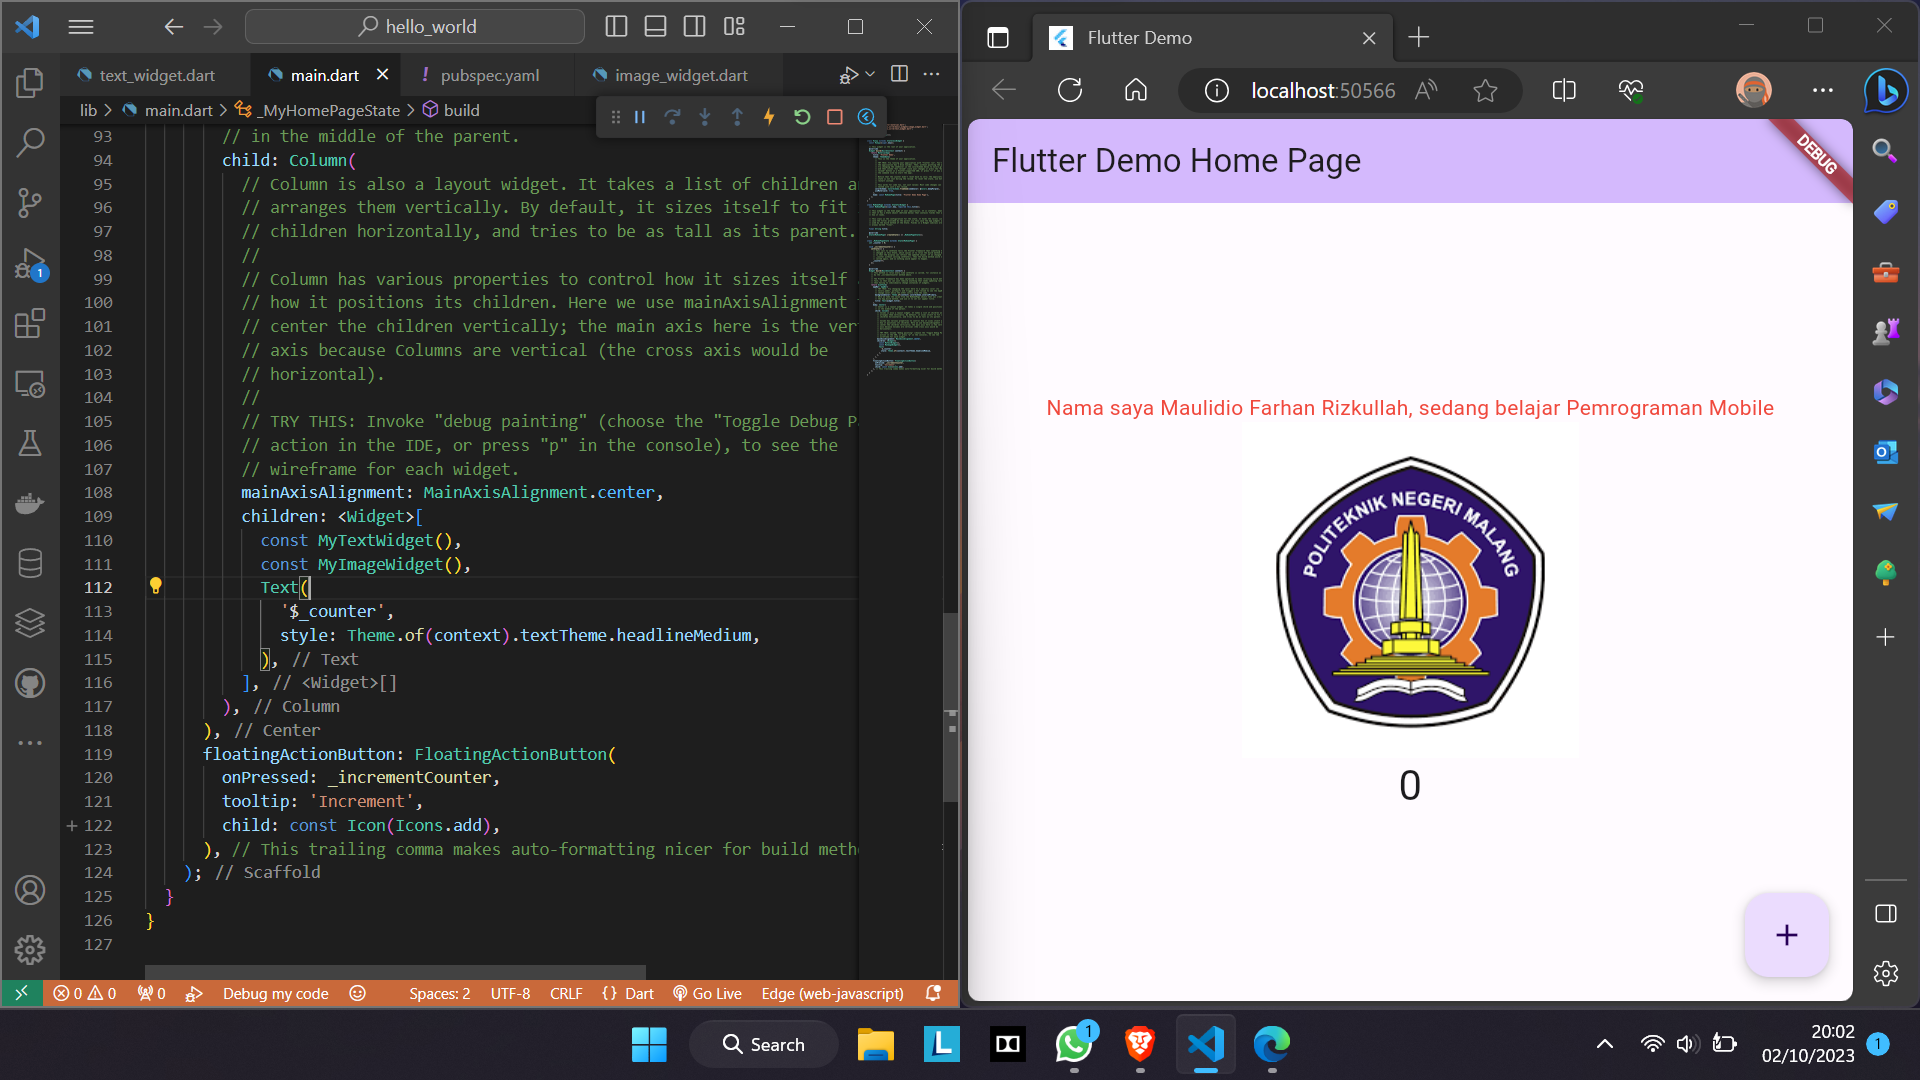 hello_world
text_widget.dart
main.dart
! pubspec.yaml
image_widget.dart
lib > main.dart > _MyHomePageState > build
93 // in the middle of the parent.
94 child: Column(
95 // Column is also a layout widget. It takes a list of children a
96 // arranges them vertically. By default, it sizes itself to fit
97 // children horizontally, and tries to be as tall as its parent.
98 //
99 // Column has various properties to control how it sizes itself
100 // how it positions its children. Here we use mainAxisAlignment
101 // center the children vertically; the main axis here is the ver
102 // axis because Columns are vertical (the cross axis would be
103 // horizontal).
104 //
105 // TRY THIS: Invoke "debug painting" (choose the "Toggle Debug P
106 // action in the IDE, or press "p" in the console), to see the
107 // wireframe for each widget.
108 mainAxisAlignment: MainAxisAlignment.center,
109 children: <Widget>[
110 const MyTextWidget(),
111 const MyImageWidget(),
112 Text(
113 '$_counter',
114 style: Theme.of(context).textTheme.headlineMedium,
115 ), // Text
116 ], // <Widget>[]
117 ), // Column
118 ), // Center
119 floatingActionButton: FloatingActionButton(
120 onPressed: _incrementCounter,
121 tooltip: 'Increment',
122 child: const Icon(Icons.add),
123 ), // This trailing comma makes auto-formatting nicer for build meth
124 ); // Scaffold
125 }
126 }
127
1
0 0 0 Debug my code Spaces: 2 UTF-8 CRLF {} Dart Go Live Edge (web-javascript)
Flutter Demo
localhost:50566
Flutter Demo Home Page
DEBUG
Nama saya Maulidio Farhan Rizkullah, sedang belajar Pemrograman Mobile
POLITEKNIK NEGERI MALANG
0
Search
1
20:02
02/10/2023
1